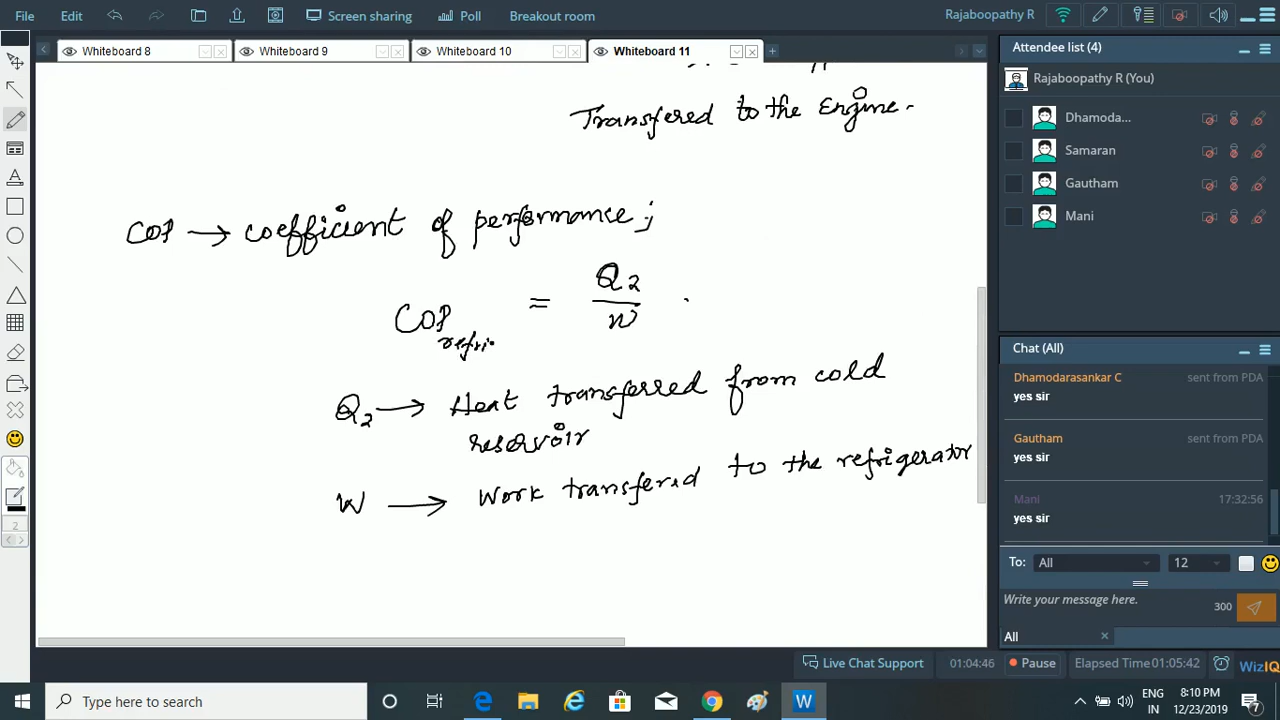 File
Edit
Screen sharing
Poll
Breakout room
Rajaboopathy R
Whiteboard 8
Whiteboard 9
Whiteboard 10
Whiteboard 11
Transfered to the Engine.
COP → coefficient of performance;
COP refri. = Q2 / W
Q2 → Heat transferred from cold
reservoir
W → Work transfered to the refrigerator
Attendee list (4)
Rajaboopathy R (You)
Dhamoda...
Samaran
Gautham
Mani
Chat (All)
Dhamodarasankar C sent from PDA
yes sir
Gautham sent from PDA
yes sir
Mani 17:32:56
yes sir
To: All 12
Write your message here. 300
All
2
Live Chat Support 01:04:46 Pause Elapsed Time 01:05:42 WizIQ
Type here to search
ENG
IN
8:10 PM
12/23/2019
7